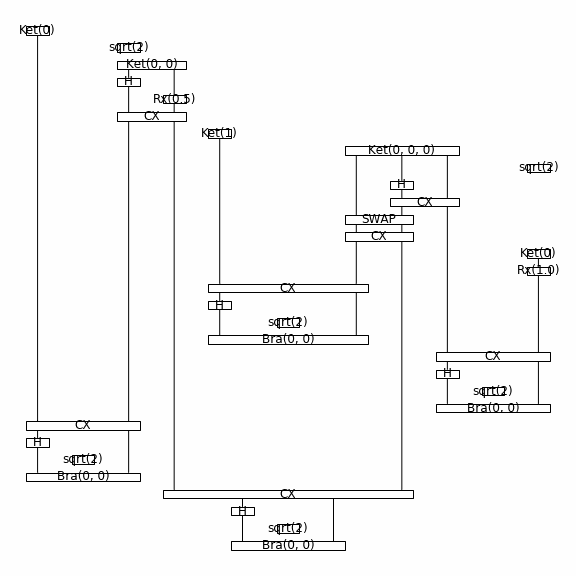 Ket(0)
sqrt(2)
Ket(0, 0)
H
Rx(0.5)
CX
Ket(1)
Ket(0, 0, 0)
sqrt(2)
H
CX
SWAP
CX
Ket(0)
Rx(1.0)
CX
H
sqrt(2)
Bra(0, 0)
CX
H
sqrt(2)
Bra(0, 0)
CX
H
sqrt(2)
Bra(0, 0)
CX
H
sqrt(2)
Bra(0, 0)